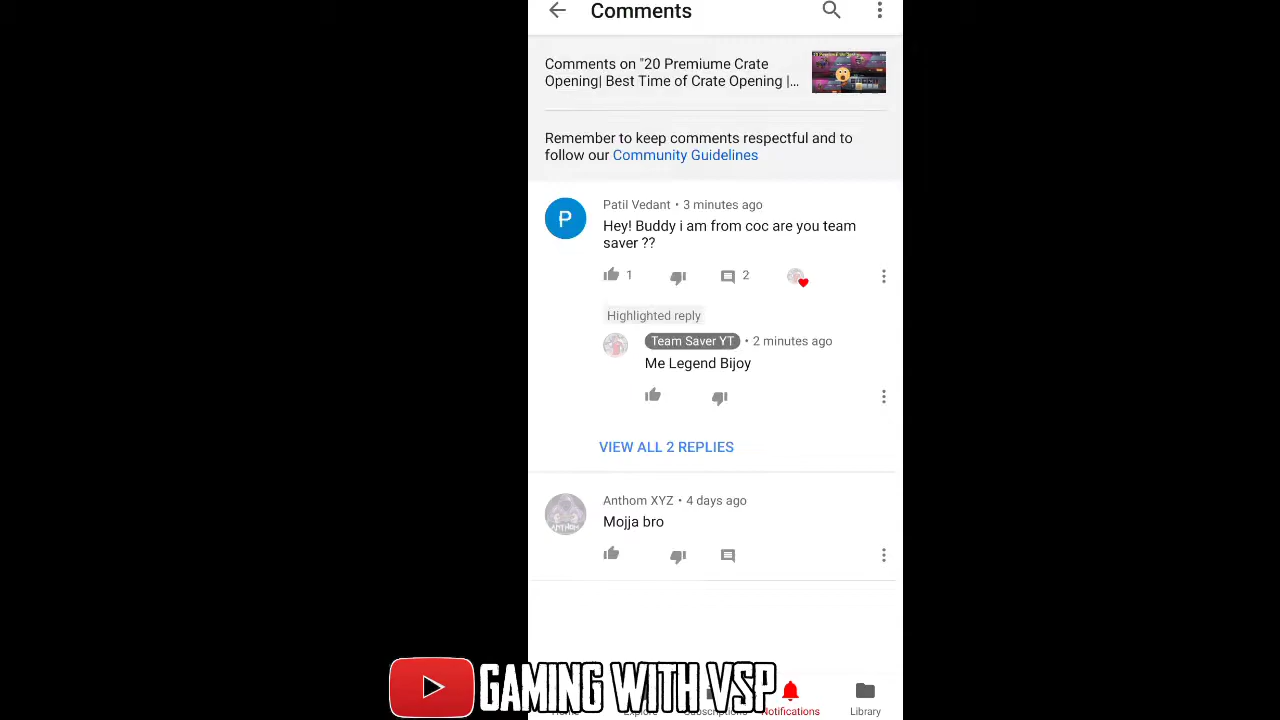 Comments
Comments on "20 Premiume Crate
Opening| Best Time of Crate Opening |...
Remember to keep comments respectful and to
follow our Community Guidelines
P
Patil Vedant • 3 minutes ago
Hey! Buddy i am from coc are you team
saver ??
1
2
Highlighted reply
Team Saver YT • 2 minutes ago
Me Legend Bijoy
VIEW ALL 2 REPLIES
Anthom XYZ • 4 days ago
ANTHOM
Mojja bro
GAMING WITH VSP
Notifications
Library